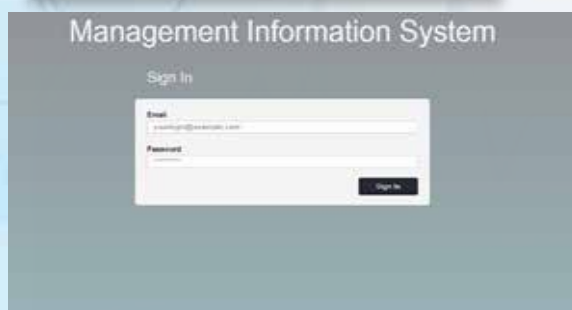 Management Information System
Sign In
Email
Password
Sign In